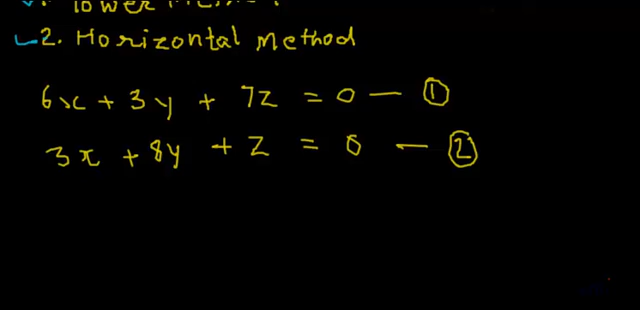 2. Horizontal method
6x + 3y + 7z = 0 — ①
3x + 8y + z = 0 — ②